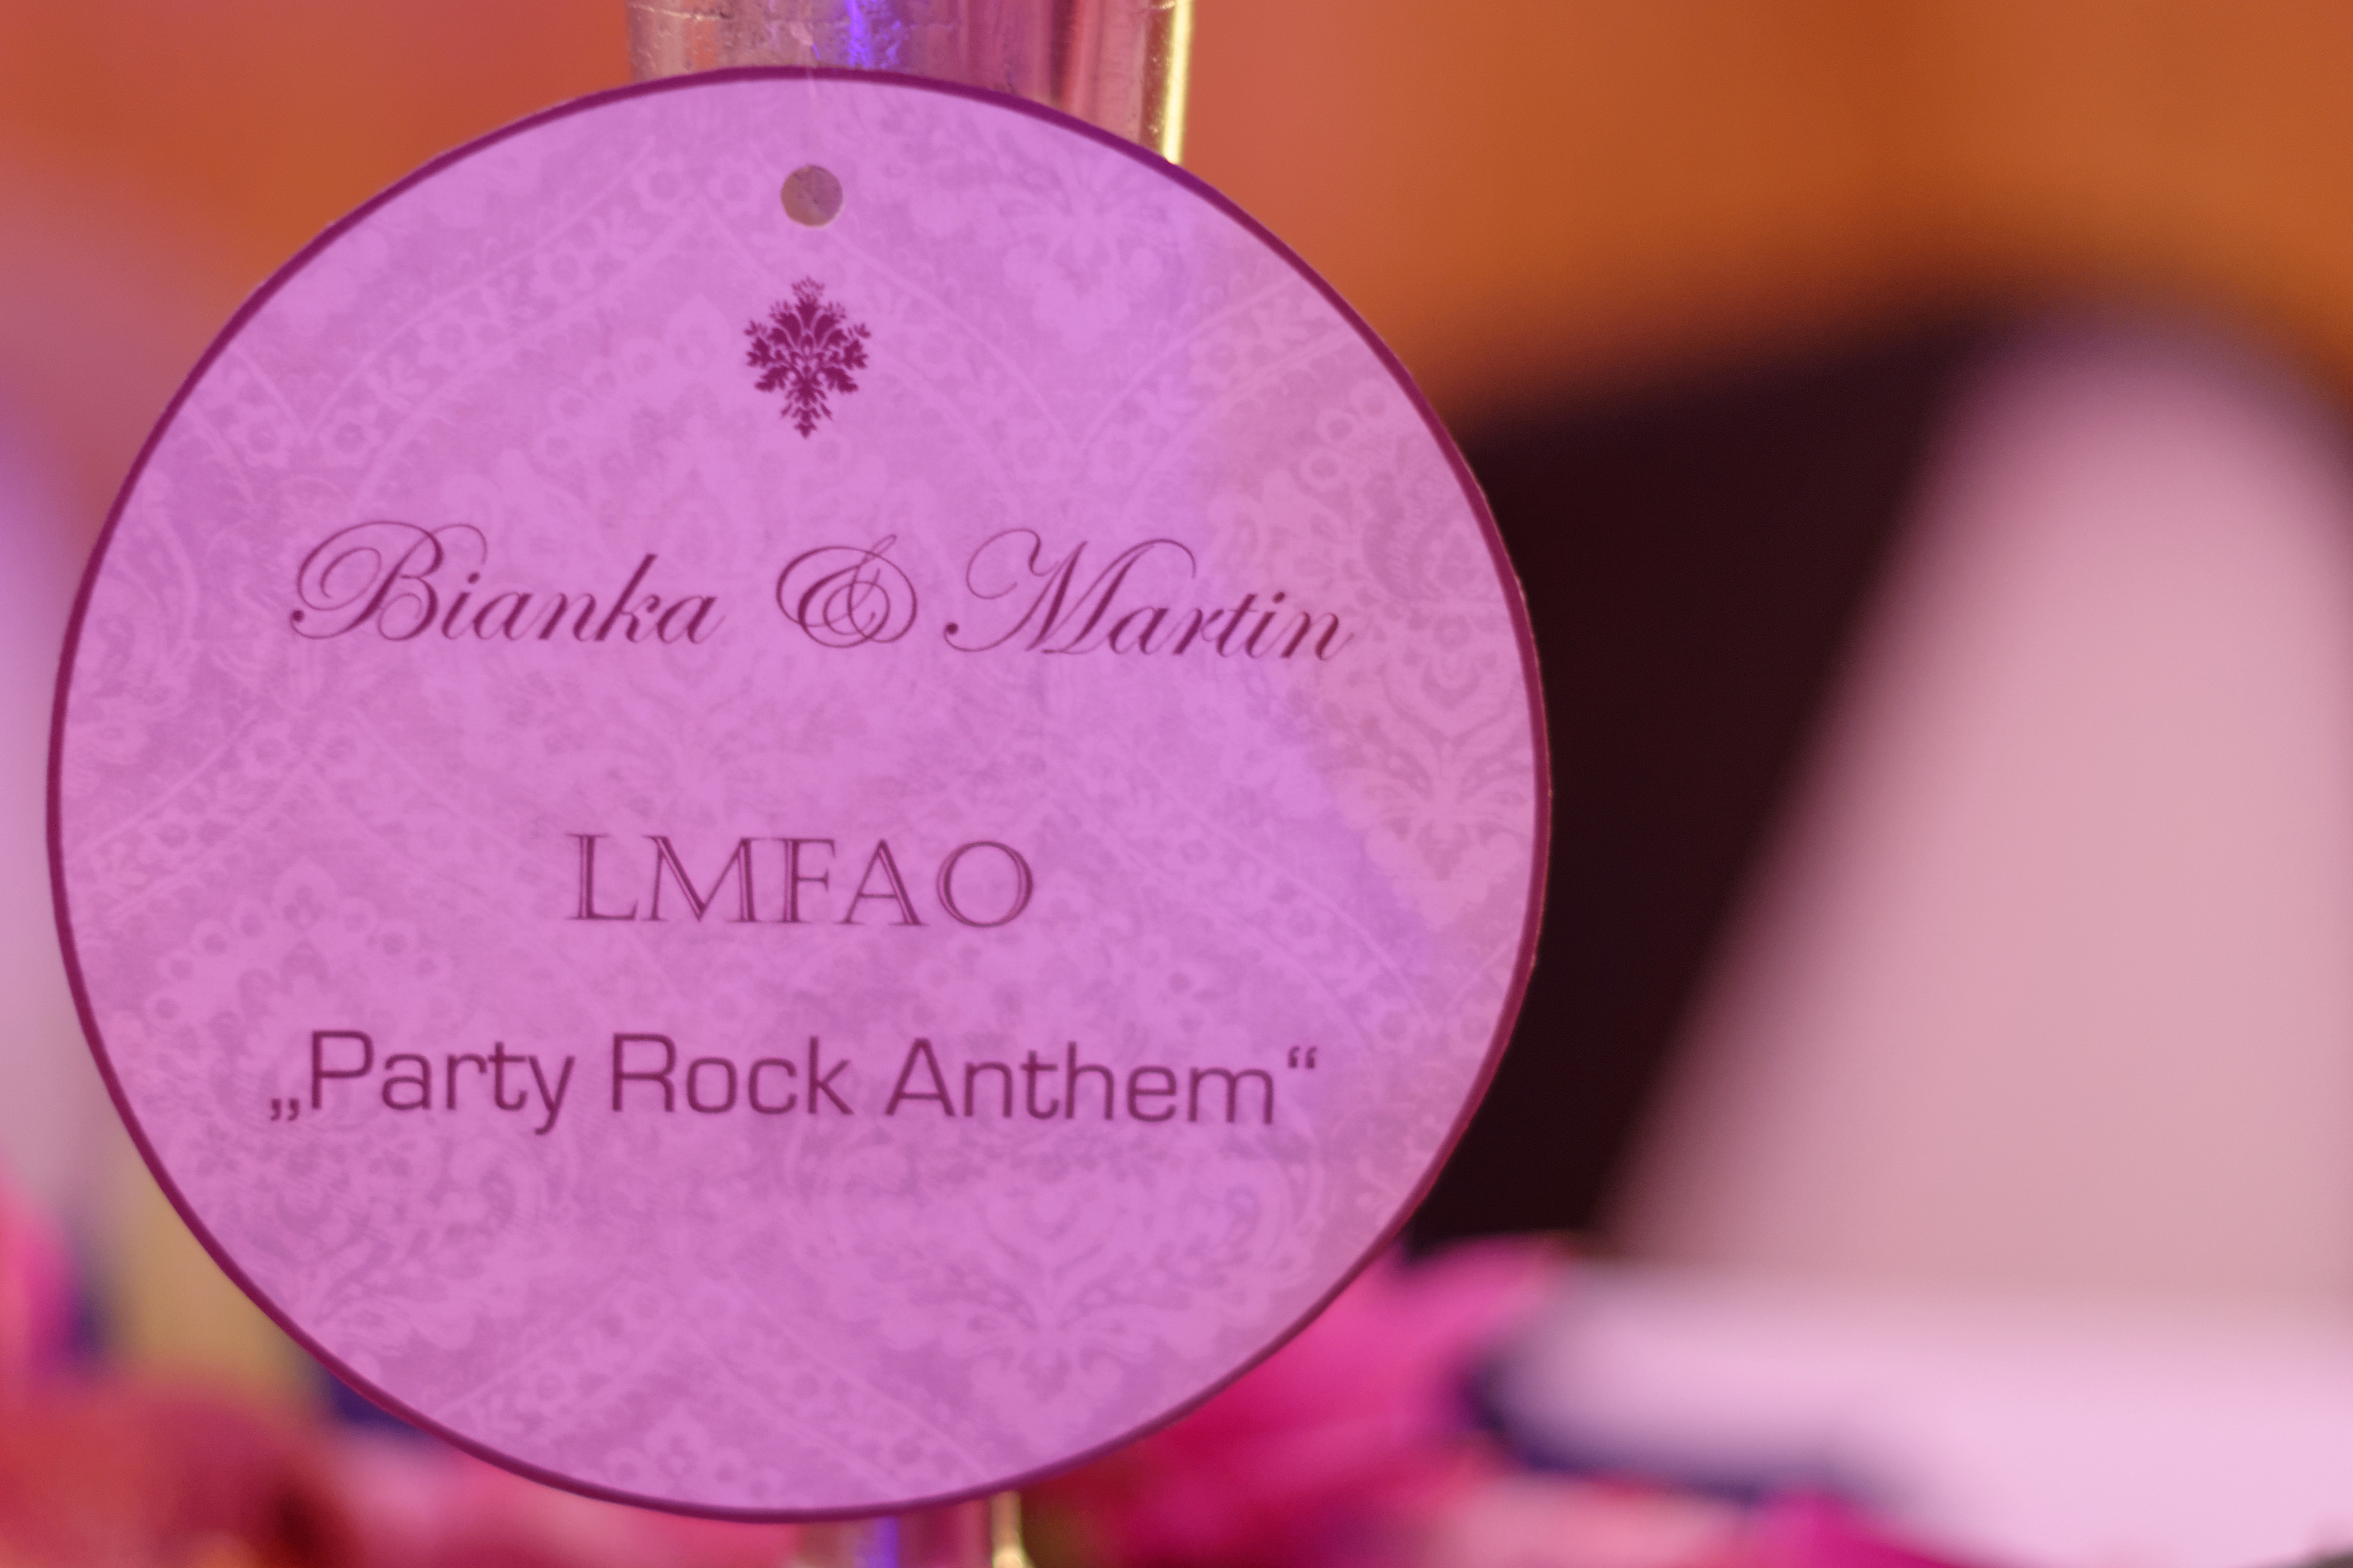 Bianka & Martin
LMFAO
„Party Rock Anthem“